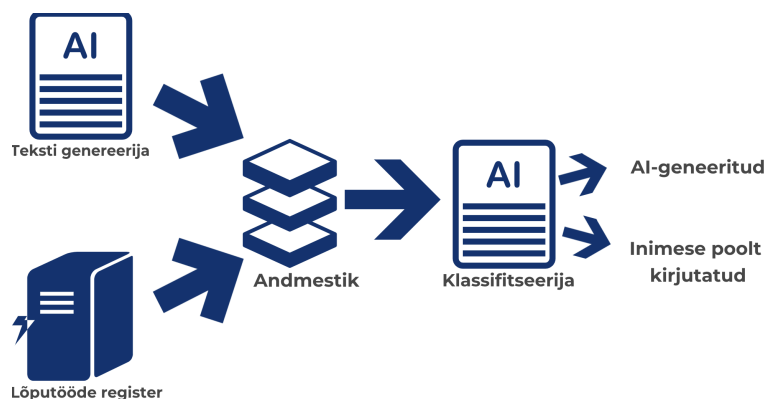 AI
Teksti genereerija
Lõputööde register
Andmestik
AI
Klassifitseerija
AI-geneeritud
Inimese poolt
kirjutatud